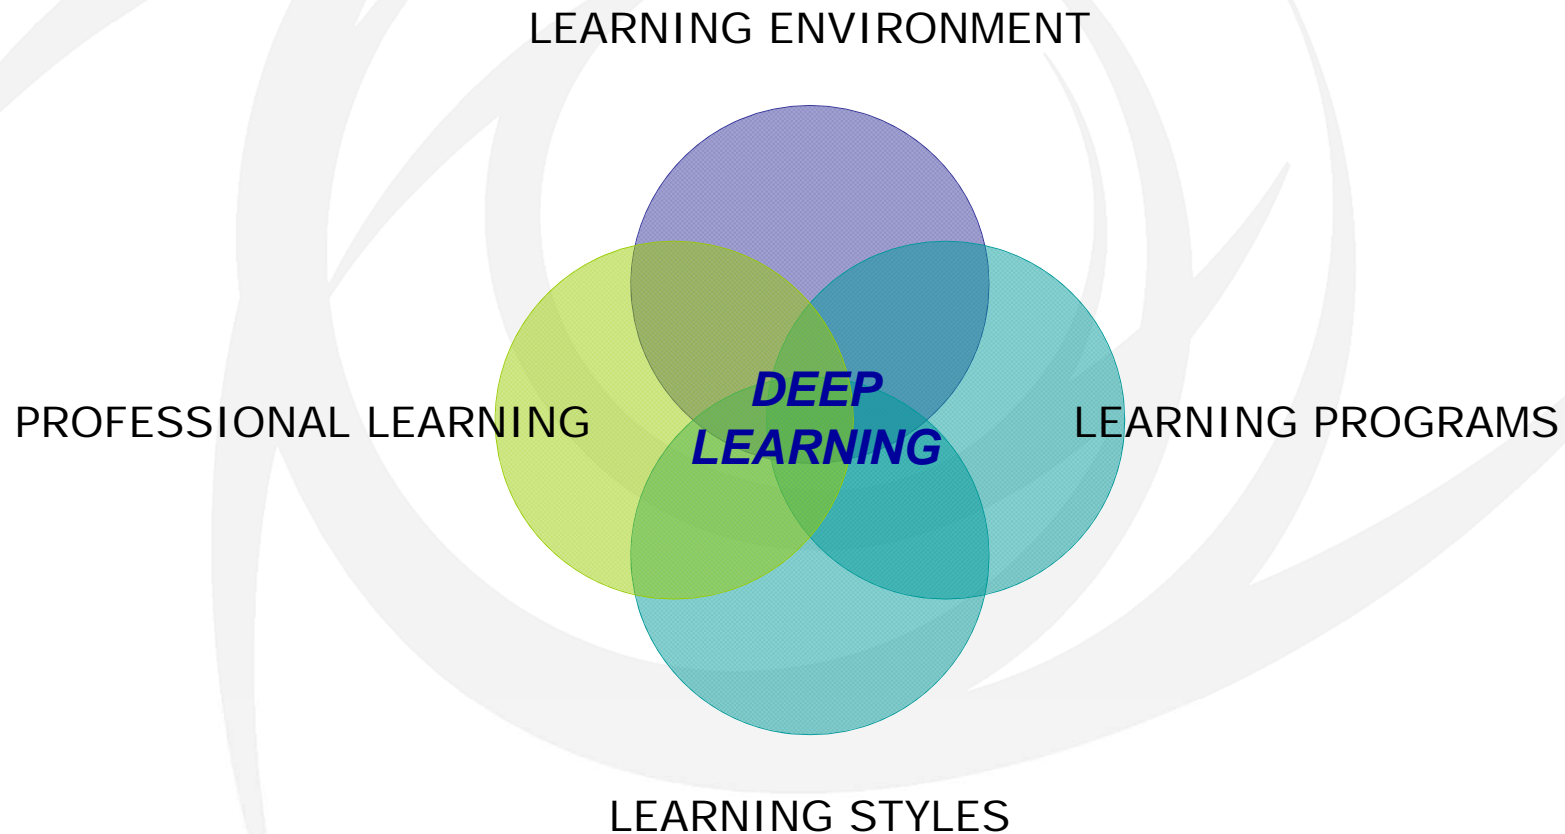 LEARNING ENVIRONMENT
DEEP
LEARNING
PROFESSIONAL LEARNING
LEARNING PROGRAMS
LEARNING STYLES